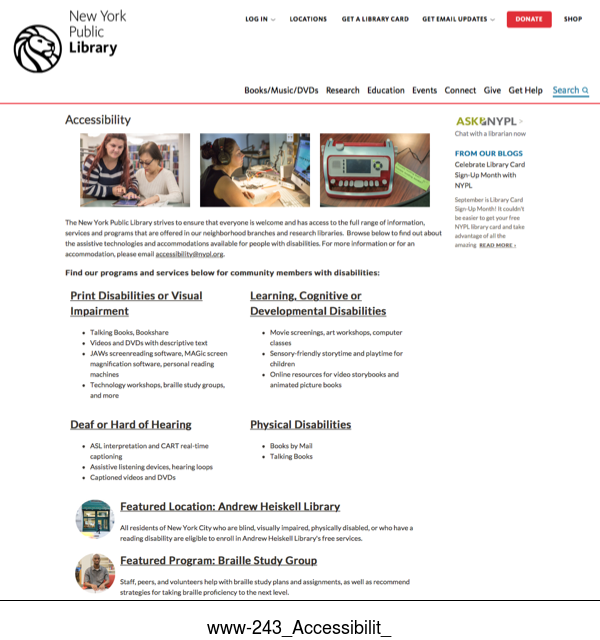 New York
Public
Library
LOG IN
LOCATIONS
GET A LIBRARY CARD
GET EMAIL UPDATES
DONATE
SHOP
Books/Music/DVDs Research Education Events Connect Give Get Help Search
Accessibility
The New York Public Library strives to ensure that everyone is welcome and has access to the full range of information,
services and programs that are offered in our neighborhood branches and research libraries. Browse below to find out about
the assistive technologies and accommodations available for people with disabilities. For more information or for an
accommodation, please email accessibility@nypl.org.
Find our programs and services below for community members with disabilities:
Print Disabilities or Visual
Impairment
• Talking Books, Bookshare
• Videos and DVDs with descriptive text
• JAWs screenreading software, MAGic screen
magnification software, personal reading
machines
• Technology workshops, braille study groups,
and more
Learning, Cognitive or
Developmental Disabilities
• Movie screenings, art workshops, computer
classes
• Sensory-friendly storytime and playtime for
children
• Online resources for video storybooks and
animated picture books
Deaf or Hard of Hearing
• ASL interpretation and CART real-time
captioning
• Assistive listening devices, hearing loops
• Captioned videos and DVDs
Physical Disabilities
• Books by Mail
• Talking Books
Featured Location: Andrew Heiskell Library
All residents of New York City who are blind, visually impaired, physically disabled, or who have a
reading disability are eligible to enroll in Andrew Heiskell Library's free services.
Featured Program: Braille Study Group
Staff, peers, and volunteers help with braille study plans and assignments, as well as recommend
strategies for taking braille proficiency to the next level.
ASK NYPL >
Chat with a librarian now
FROM OUR BLOGS
Celebrate Library Card
Sign-Up Month with
NYPL
September is Library Card
Sign-Up Month! It couldn't
be easier to get your free
NYPL library card and take
advantage of all the
amazing READ MORE ›
www-243_Accessibilit_